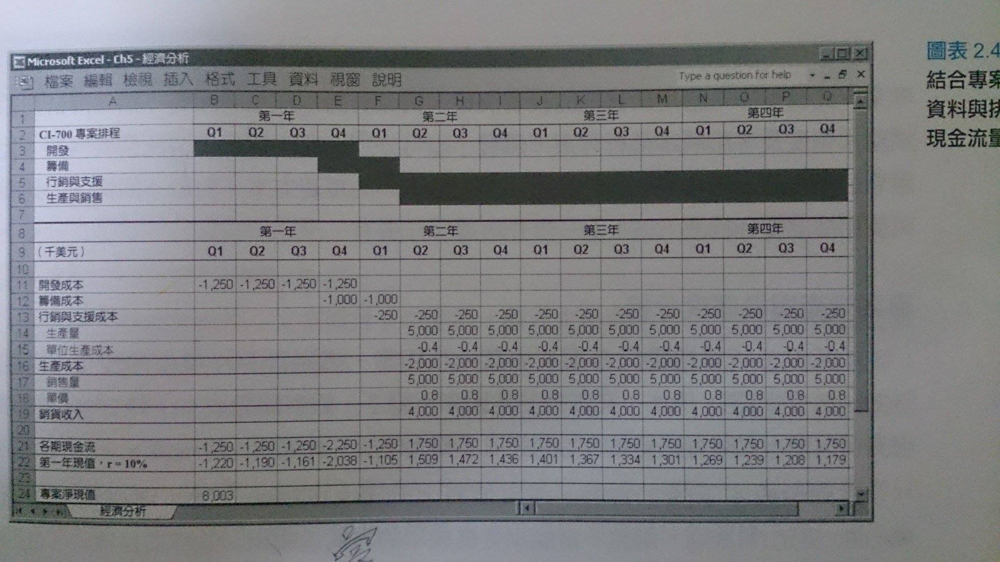 Microsoft Excel - Ch5 - 經濟分析
檔案 編輯 檢視 插入 格式 工具 資料 視窗 說明 Type a question for help
A B C D E F G H I J K L M N O P Q
1 第一年 第二年 第三年 第四年
2 CI-700 專案排程 Q1 Q2 Q3 Q4 Q1 Q2 Q3 Q4 Q1 Q2 Q3 Q4 Q1 Q2 Q3 Q4
3 開發
4 籌備
5 行銷與支援
6 生產與銷售
7
8 第一年 第二年 第三年 第四年
9 (千美元) Q1 Q2 Q3 Q4 Q1 Q2 Q3 Q4 Q1 Q2 Q3 Q4 Q1 Q2 Q3 Q4
10
11 開發成本 -1,250 -1,250 -1,250 -1,250
12 籌備成本 -1,000 -1,000
13 行銷與支援成本 -250 -250 -250 -250 -250 -250 -250 -250 -250 -250 -250 -250
14 生產量 5,000 5,000 5,000 5,000 5,000 5,000 5,000 5,000 5,000 5,000 5,000
15 單位生產成本 -0.4 -0.4 -0.4 -0.4 -0.4 -0.4 -0.4 -0.4 -0.4 -0.4 -0.4
16 生產成本 -2,000 -2,000 -2,000 -2,000 -2,000 -2,000 -2,000 -2,000 -2,000 -2,000 -2,000
17 銷售量 5,000 5,000 5,000 5,000 5,000 5,000 5,000 5,000 5,000 5,000 5,000
18 單價 0.8 0.8 0.8 0.8 0.8 0.8 0.8 0.8 0.8 0.8 0.8
19 銷貨收入 4,000 4,000 4,000 4,000 4,000 4,000 4,000 4,000 4,000 4,000 4,000
20
21 各期現金流 -1,250 -1,250 -1,250 -2,250 -1,250 1,750 1,750 1,750 1,750 1,750 1,750 1,750 1,750 1,750 1,750 1,750
22 第一年現值，r = 10% -1,220 -1,190 -1,161 -2,038 -1,105 1,509 1,472 1,436 1,401 1,367 1,334 1,301 1,269 1,239 1,208 1,179
23
24 專案淨現值 8,003
經濟分析
圖表 2.4
結合專案
資料與排
現金流量